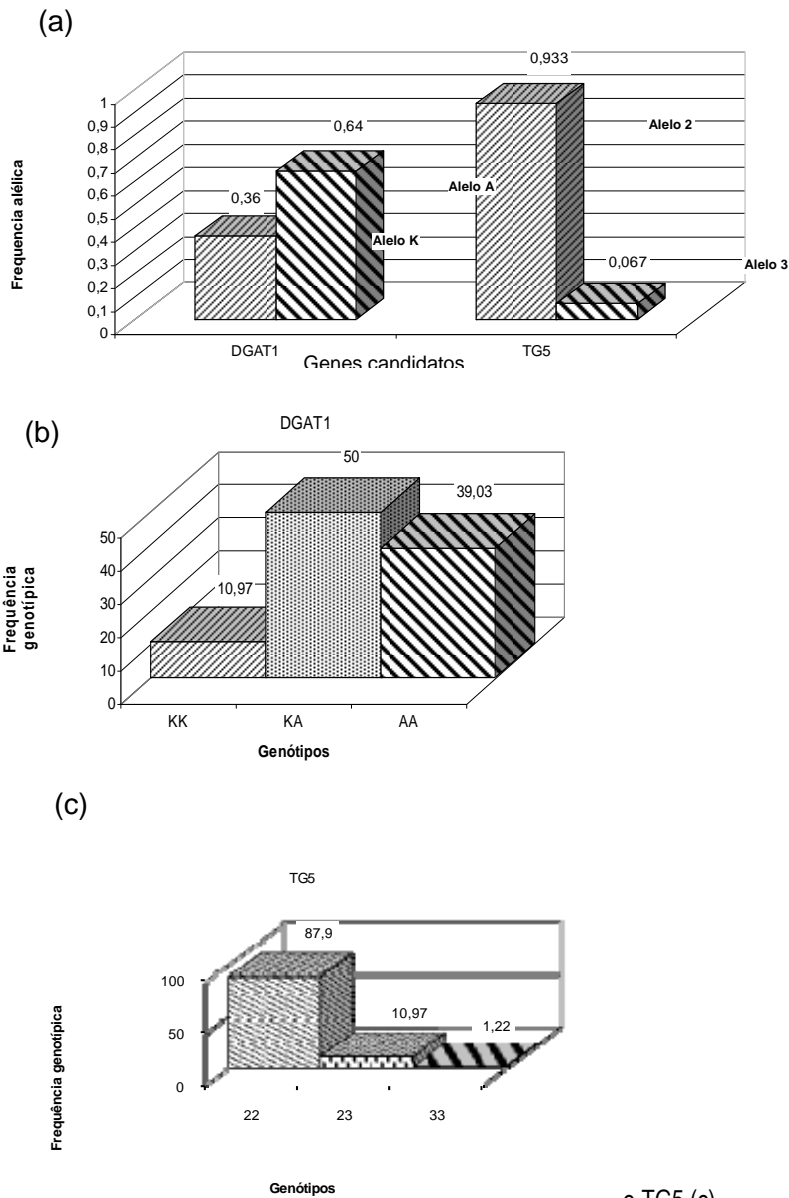 (a)
0,933
0,64
0,36
0,067
Alelo 2
Alelo A
Alelo K
Alelo 3
Frequencia alélica
1
0,9
0,8
0,7
0,6
0,5
0,4
0,3
0,2
0,1
0
DGAT1
TG5
Genes candidatos
(b)
DGAT1
50
39,03
10,97
Frequência
genotípica
50
40
30
20
10
0
KK KA AA
Genótipos
(c)
TG5
87,9
10,97
1,22
Frequência genotípica
100
50
0
22 23 33
Genótipos
e TG5 (c)